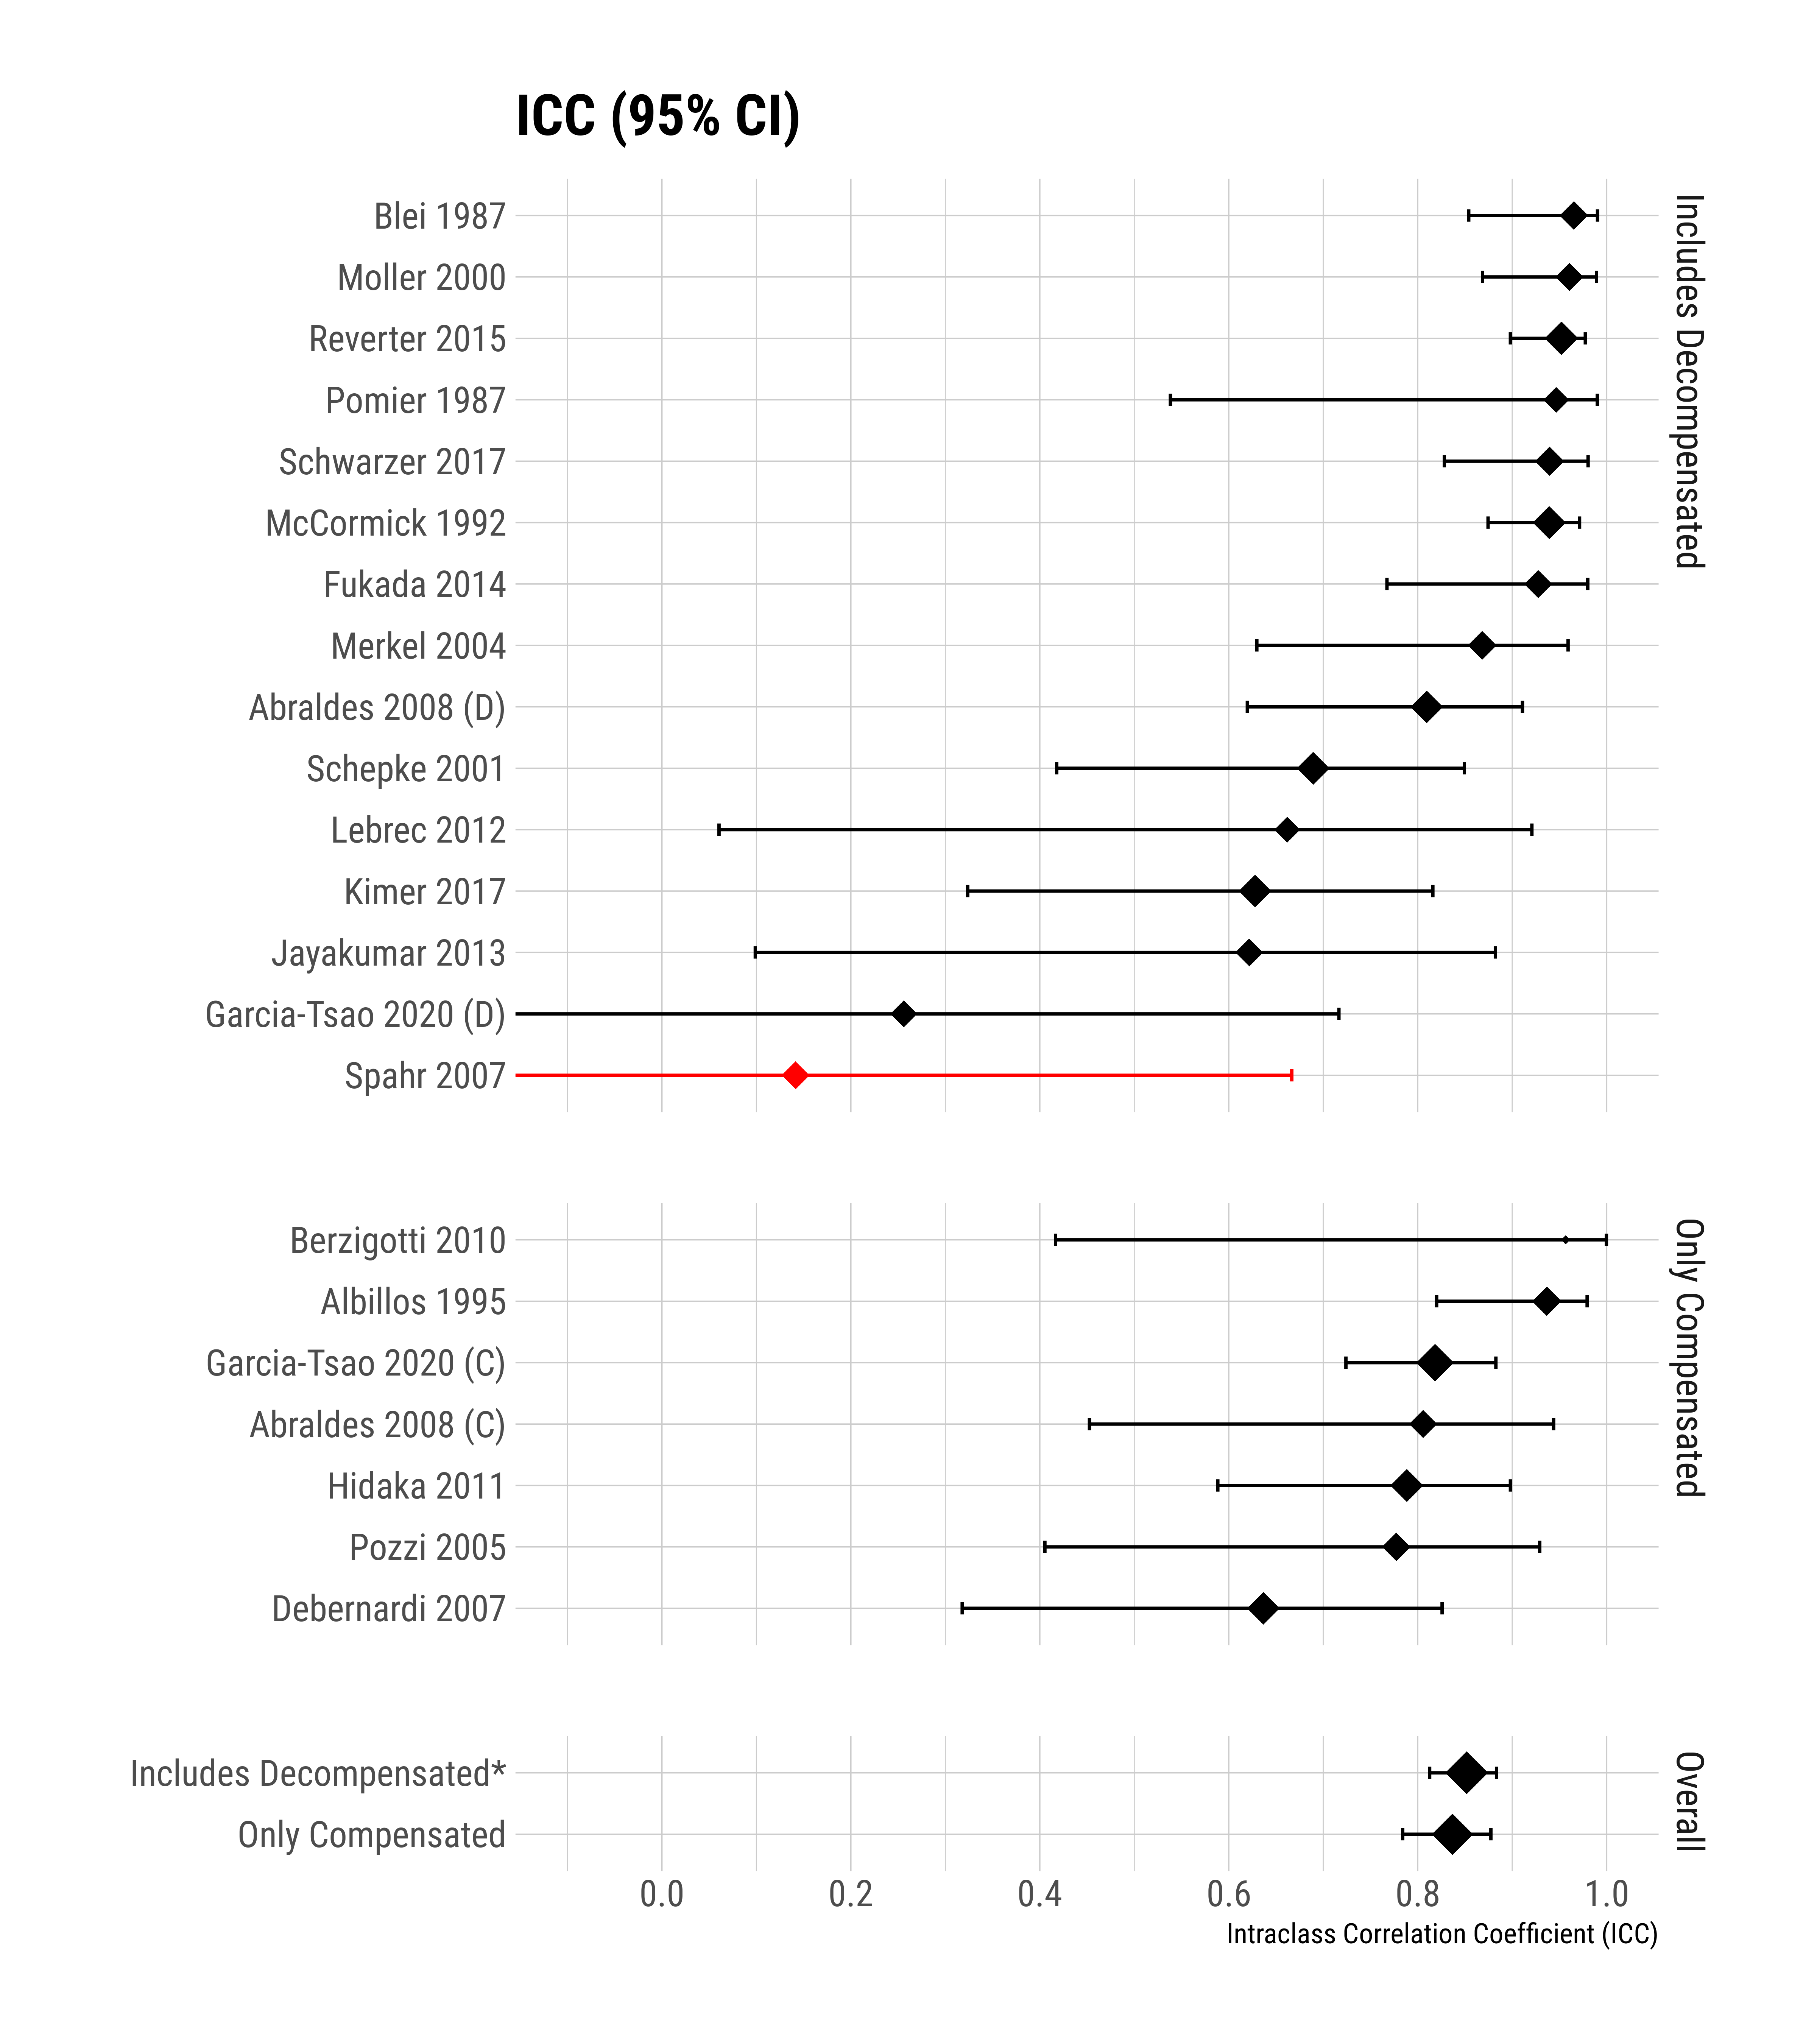 ICC (95% CI)
Includes Decompensated
Blei 1987
Moller 2000
Reverter 2015
Pomier 1987
Schwarzer 2017
McCormick 1992
Fukada 2014
Merkel 2004
Abraldes 2008 (D)
Schepke 2001
Lebrec 2012
Kimer 2017
Jayakumar 2013
Garcia-Tsao 2020 (D)
Spahr 2007
Only Compensated
Berzigotti 2010
Albillos 1995
Garcia-Tsao 2020 (C)
Abraldes 2008 (C)
Hidaka 2011
Pozzi 2005
Debernardi 2007
Overall
Includes Decompensated*
Only Compensated
0.0 0.2 0.4 0.6 0.8 1.0
Intraclass Correlation Coefficient (ICC)